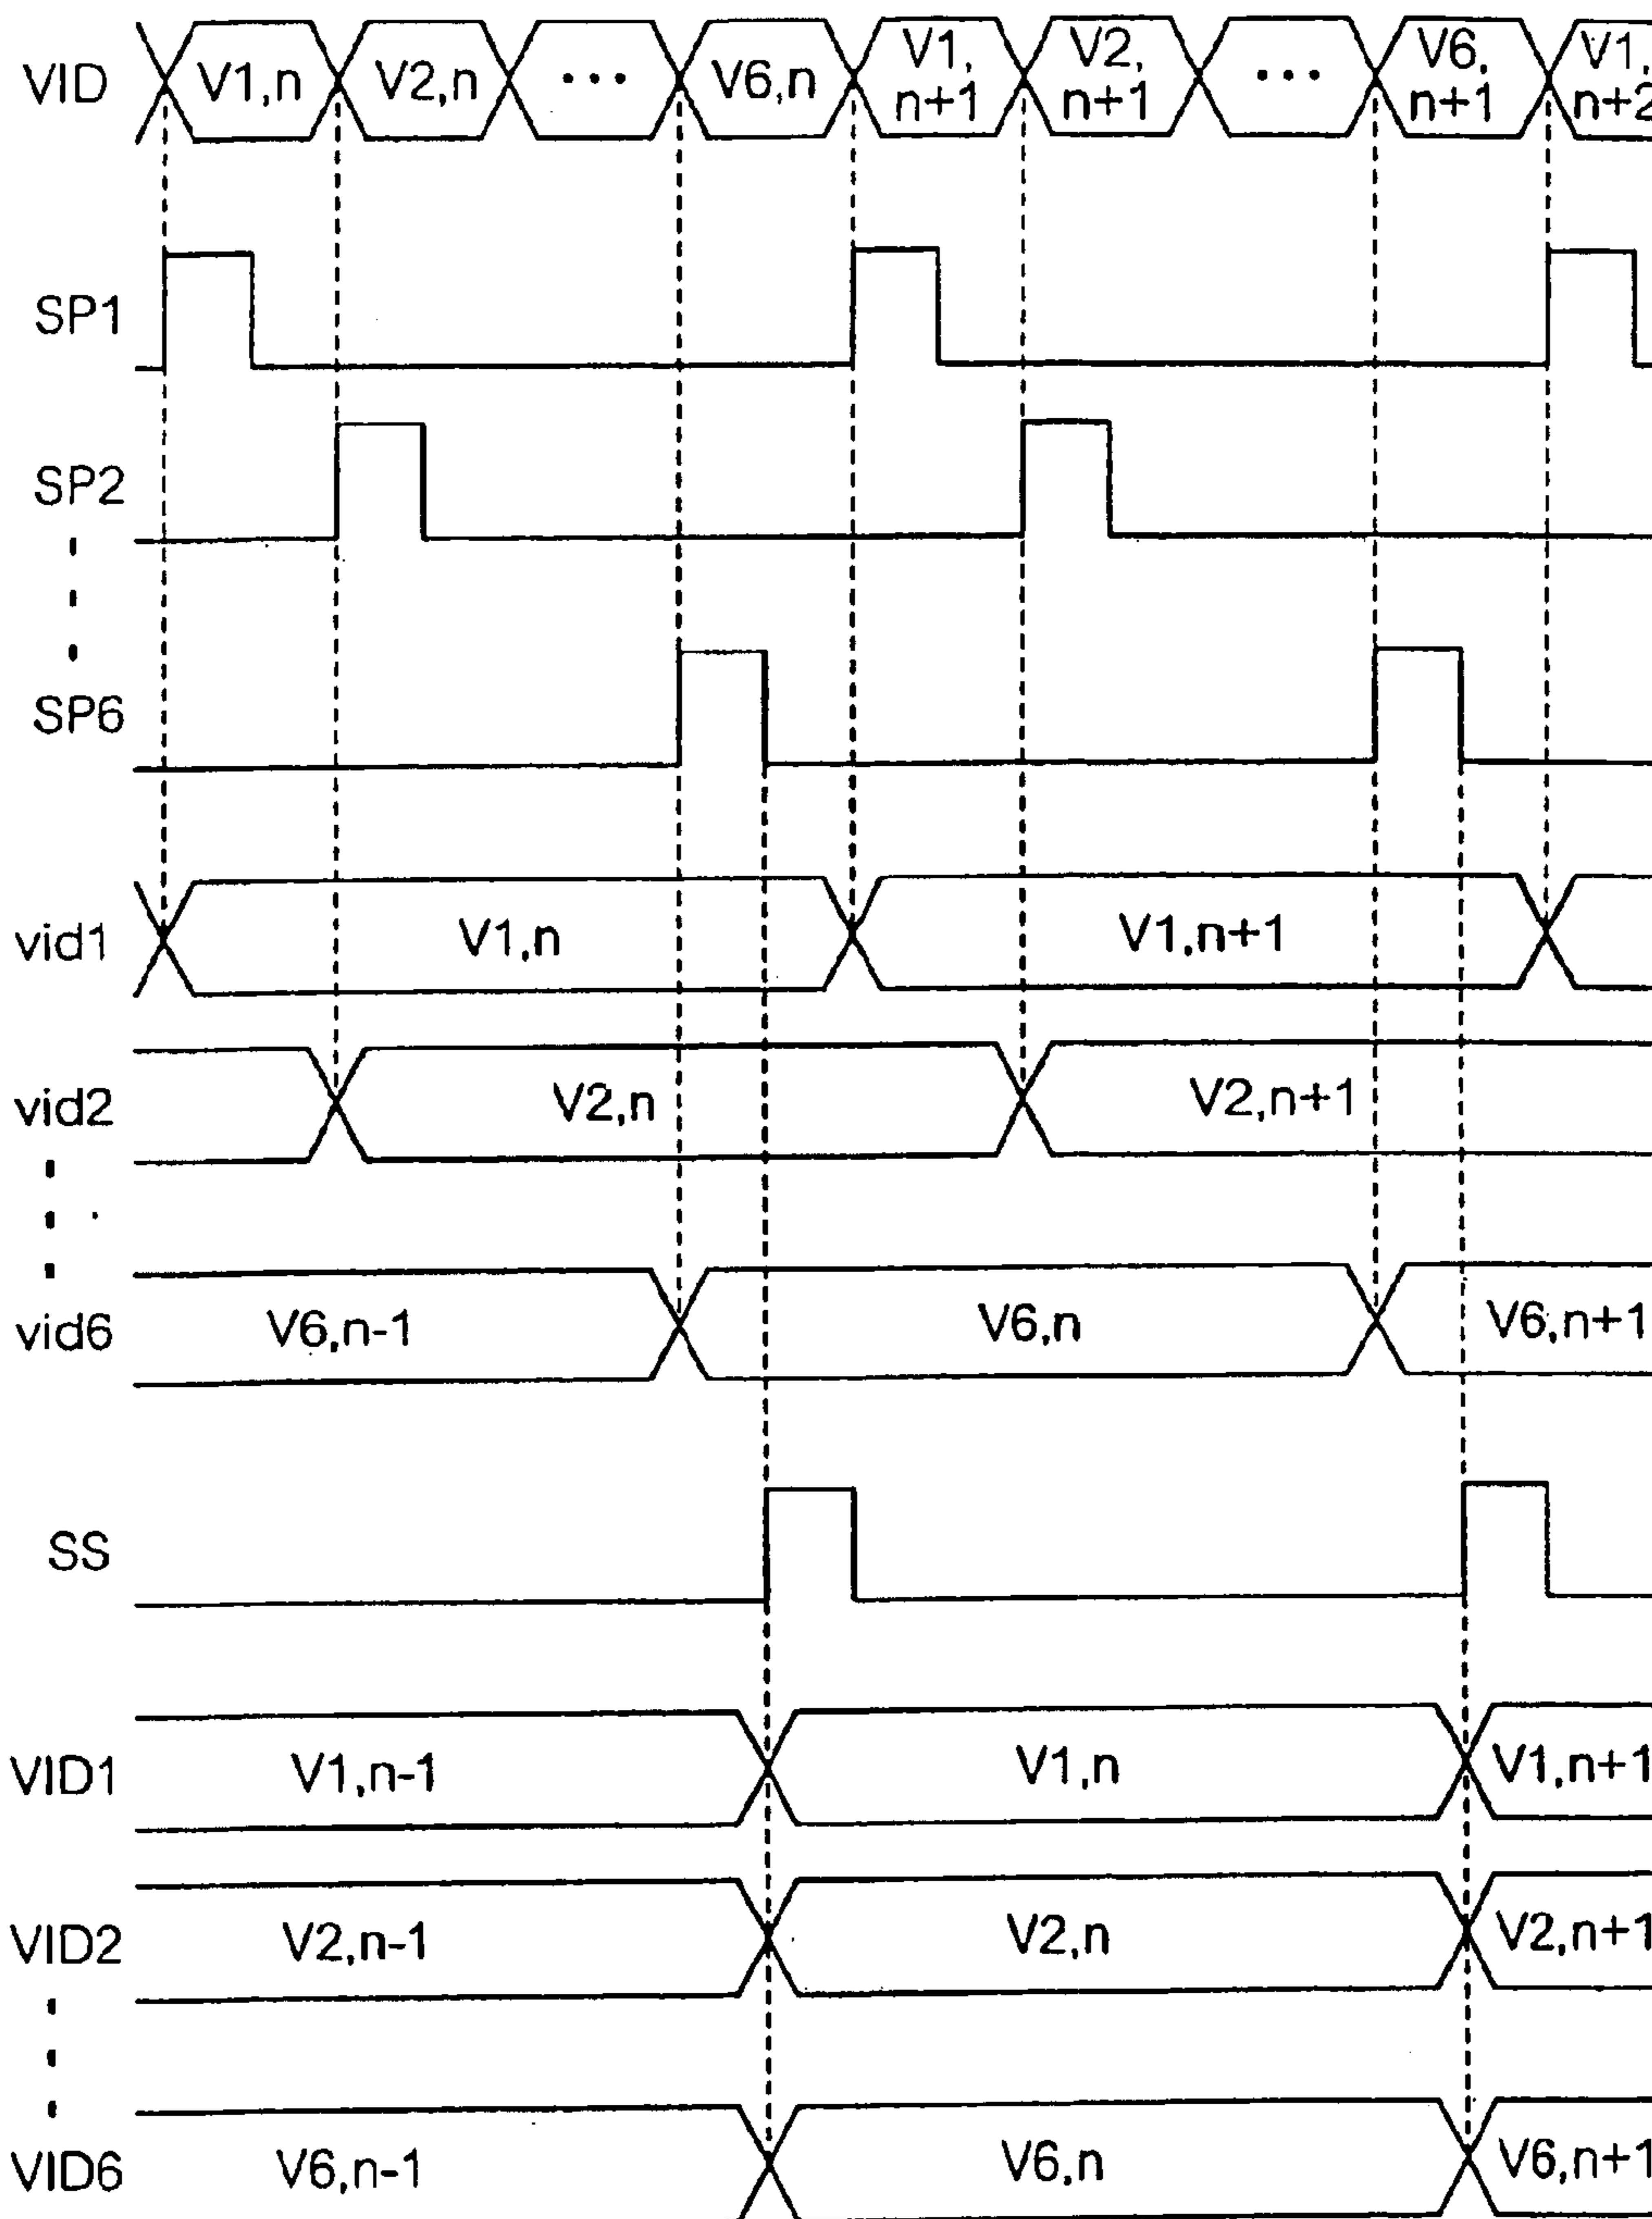 VID V1,n V2,n ... V6,n V1, n+1 V2, n+1 ... V6, n+1 V1, n+2
SP1
SP2
SP6
vid1 V1,n V1,n+1
vid2 V2,n V2,n+1
vid6 V6,n-1 V6,n V6,n+1
SS
VID1 V1,n-1 V1,n V1,n+1
VID2 V2,n-1 V2,n V2,n+1
VID6 V6,n-1 V6,n V6,n+1